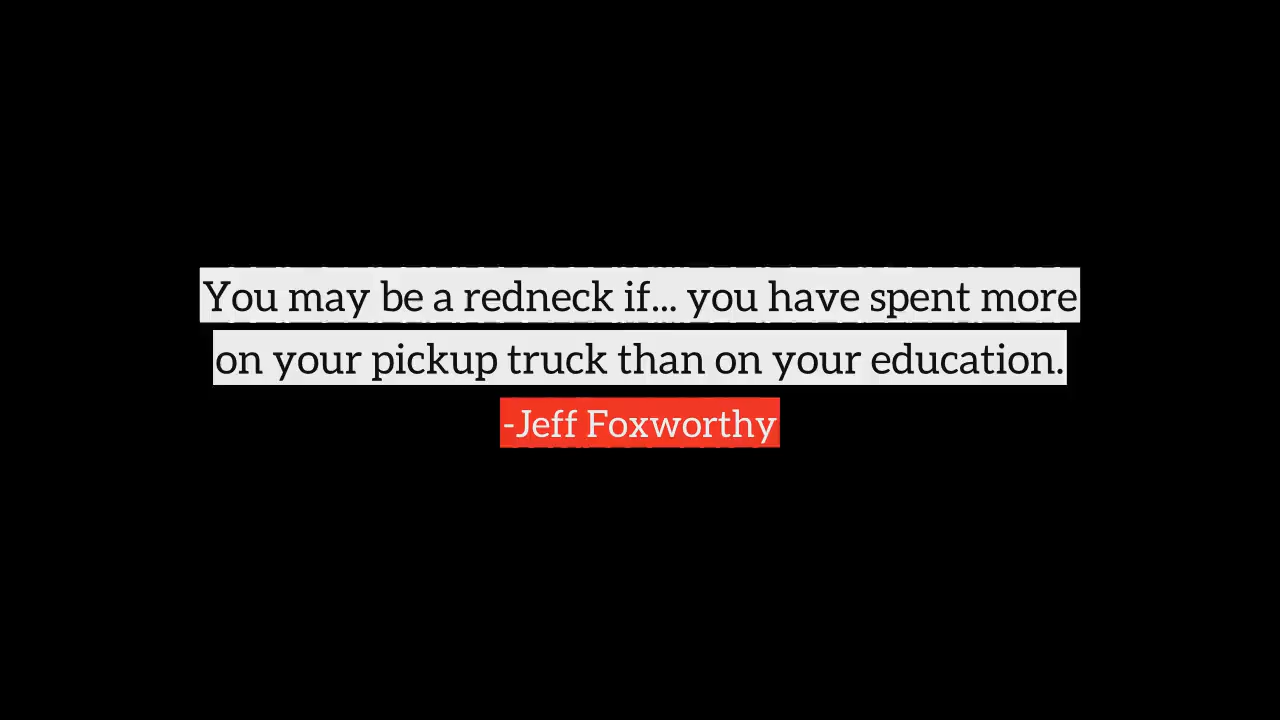 You may be a redneck if... you have spent more
on your pickup truck than on your education.
-Jeff Foxworthy